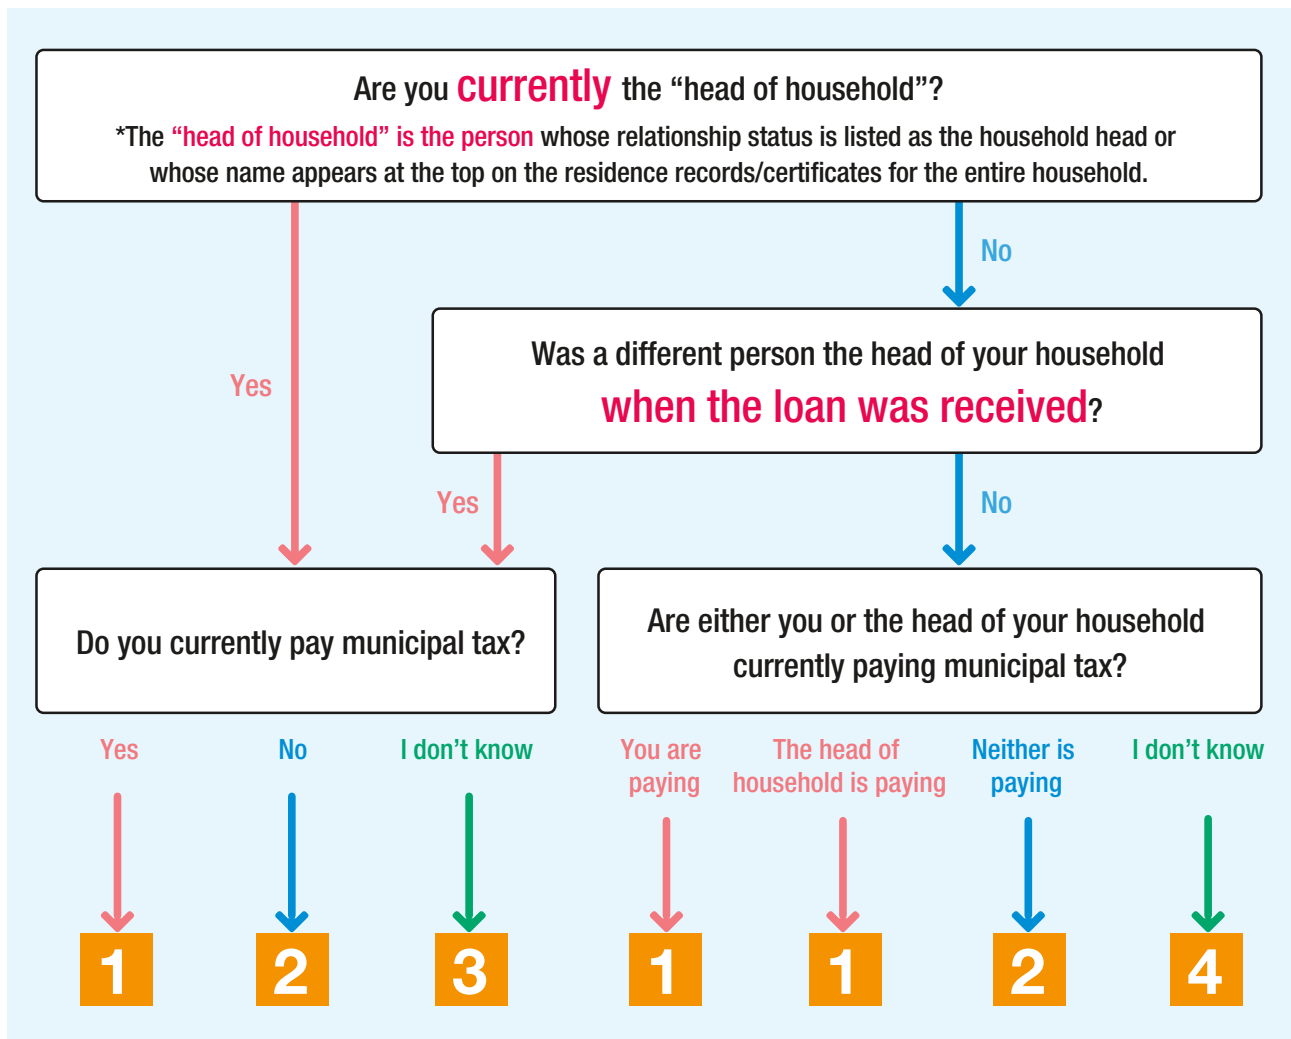 Are you currently the “head of household”?
*The “head of household” is the person whose relationship status is listed as the household head or
whose name appears at the top on the residence records/certificates for the entire household.
No
Was a different person the head of your household
when the loan was received?
Yes
Yes
No
Do you currently pay municipal tax?
Are either you or the head of your household
currently paying municipal tax?
Yes
No
I don’t know
You are
paying
The head of
household is paying
Neither is
paying
I don’t know
1
2
3
1
1
2
4